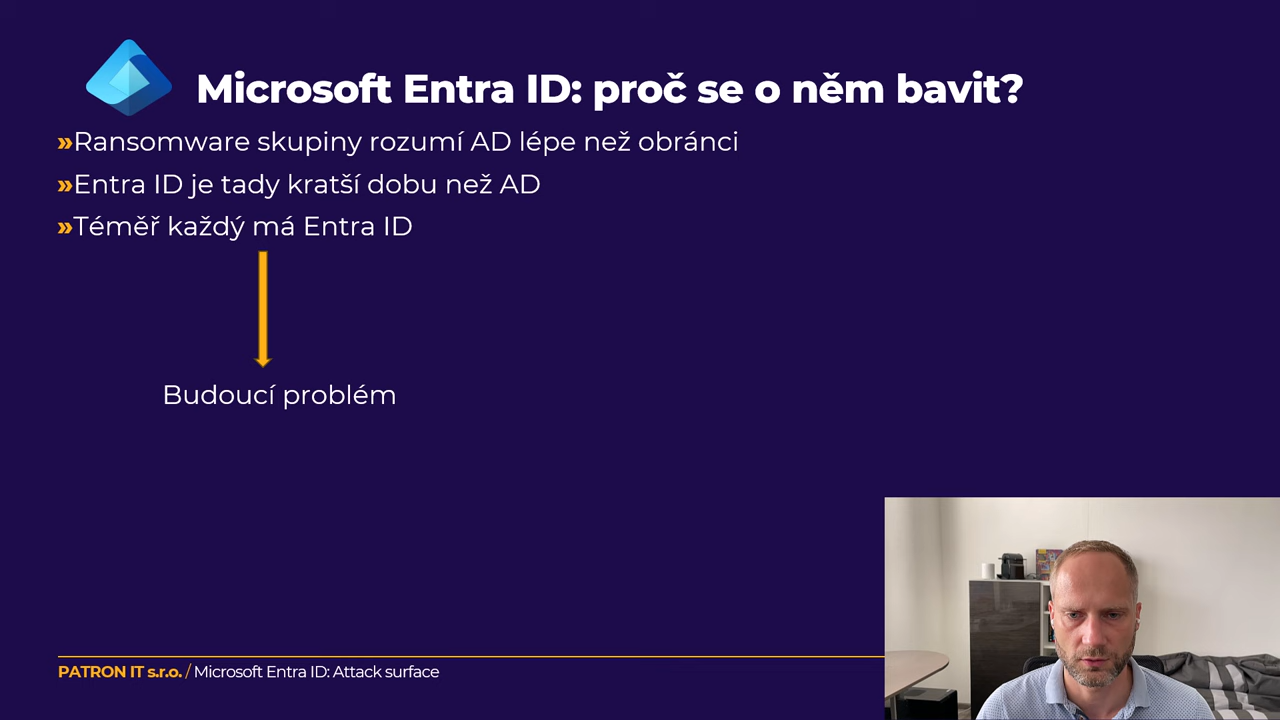 Microsoft Entra ID: proč se o něm bavit?
»Ransomware skupiny rozumí AD lépe než obránci
»Entra ID je tady kratší dobu než AD
»Téměř každý má Entra ID
Budoucí problém
PATRON IT s.r.o. / Microsoft Entra ID: Attack surface